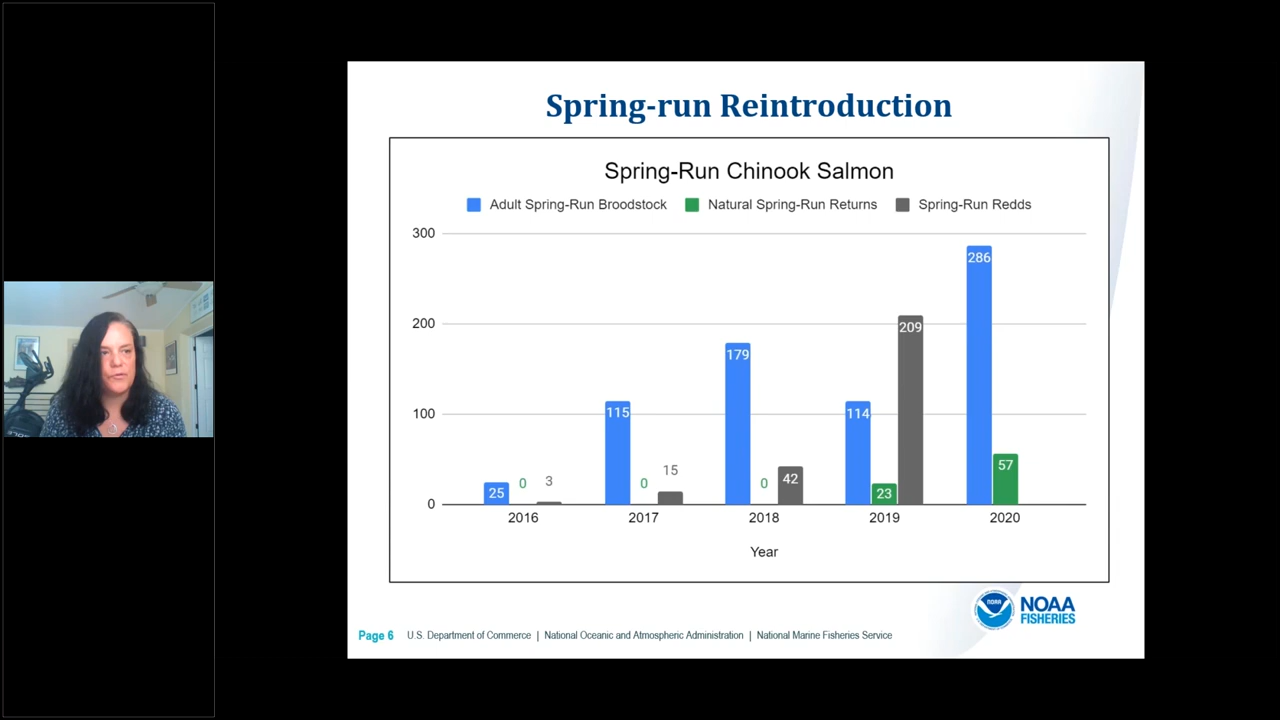 Spring-run Reintroduction
Spring-Run Chinook Salmon
Adult Spring-Run Broodstock Natural Spring-Run Returns Spring-Run Redds
300
200
100
0
25 0 3
115 0 15
179 0 42
114 23 209
286 57
2016 2017 2018 2019 2020
Year
NOAA
NOAA
FISHERIES
Page 6 U.S. Department of Commerce | National Oceanic and Atmospheric Administration | National Marine Fisheries Service